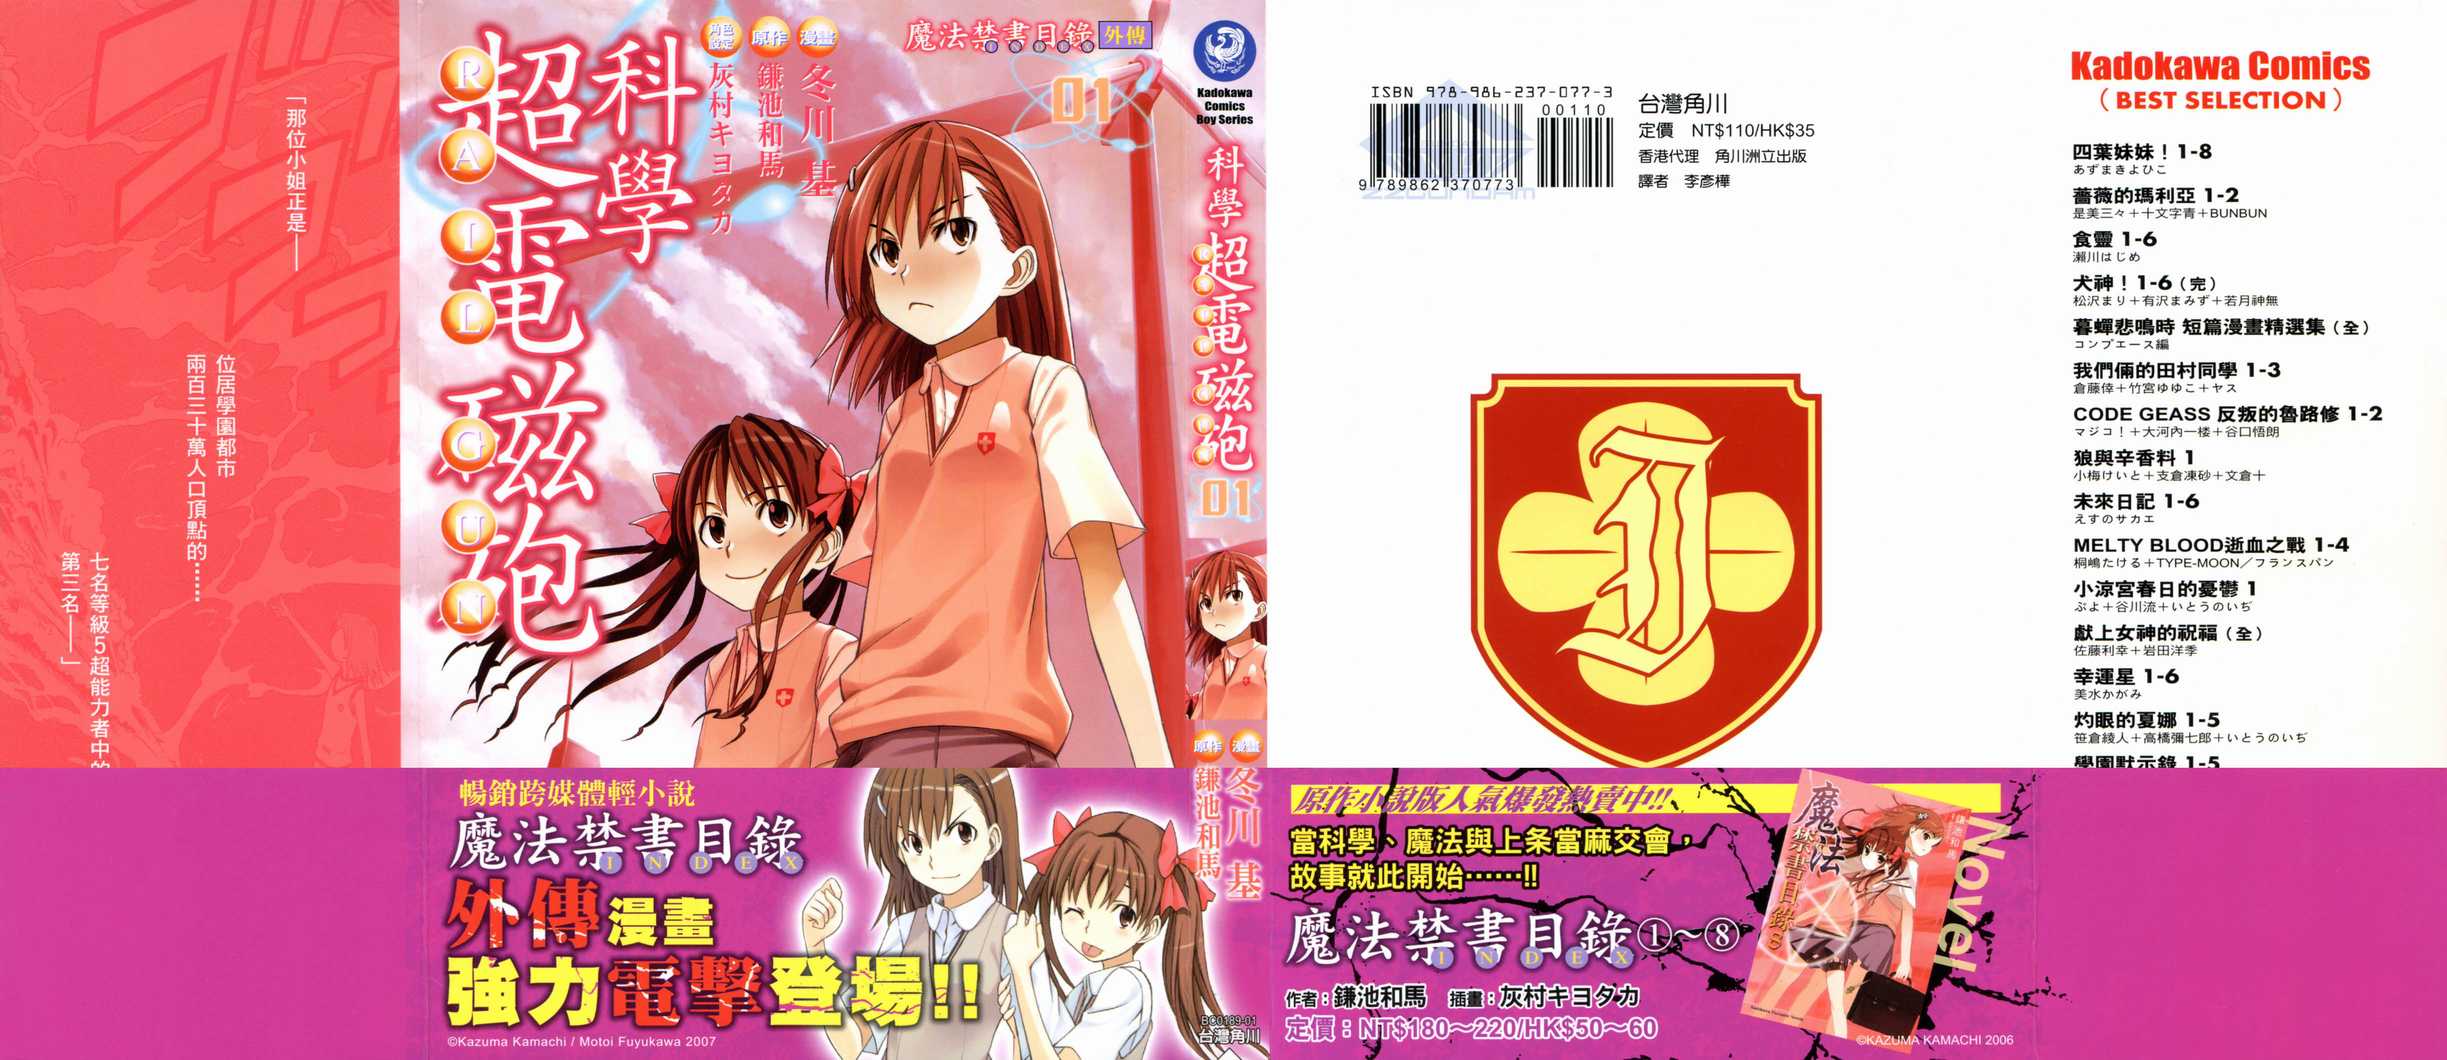 「那位小姐正是——
位居學園都市
兩百三十萬人口頂點的……
七名等級5超能力者中的
第三名——」
魔法禁書目錄 外傳
INDEX
01
漫畫
冬川 基
原作
鎌池和馬
角色設定
灰村キヨタカ
科學
超電磁砲
RAILGUN
Kadokawa
Comics
Boy Series
科學超電磁砲
01
漫畫
冬川 基
原作
鎌池和馬
BC0189-01
台灣角川
暢銷跨媒體輕小說
魔法禁書目錄
INDEX
外傳漫畫
強力電擊登場!!
©Kazuma Kamachi / Motoi Fuyukawa 2007
ISBN 978-986-237-077-3
00110
9 789862 370773
台灣角川
定價 NT$110/HK$35
香港代理 角川洲立出版
譯者 李彥樺
I
原作小說版人氣爆發熱賣中!!
當科學、魔法與上条當麻交會，
故事就此開始……!!
魔法禁書目錄①～⑧
INDEX
作者：鎌池和馬 插畫：灰村キヨタカ
定價：NT$180～220/HK$50～60
魔法
禁書目錄8
鎌池和馬
Novel
©KAZUMA KAMACHI 2006
Kadokawa Comics
（BEST SELECTION）
四葉妹妹！1-8
あずまきよひこ
薔薇的瑪利亞 1-2
是美三々＋十文字青＋BUNBUN
食靈 1-6
瀬川はじめ
犬神！1-6（完）
松沢まり＋有沢まみず＋若月神無
暮蟬悲鳴時 短篇漫畫精選集（全）
コンプエース編
我們倆的田村同學 1-3
倉藤倖＋竹宮ゆゆこ＋ヤス
CODE GEASS 反叛的魯路修 1-2
マジコ！＋大河內一楼＋谷口悟朗
狼與辛香料 1
小梅けいと＋支倉凍砂＋文倉十
未來日記 1-6
えすのサカエ
MELTY BLOOD逝血之戰 1-4
桐嶋たける＋TYPE-MOON／フランスパン
小涼宮春日的憂鬱 1
ぷよ＋谷川流＋いとうのいぢ
獻上女神的祝福（全）
佐藤利幸＋岩田洋季
幸運星 1-6
美水かがみ
灼眼的夏娜 1-5
笹倉綾人＋高橋彌七郎＋いとうのいぢ
學園默示錄 1-5